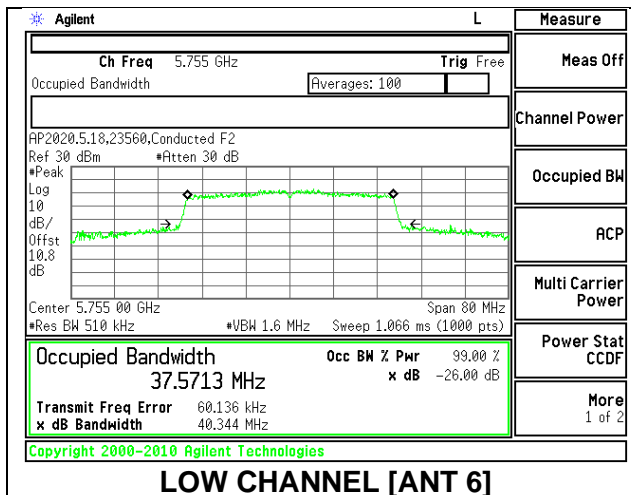 Agilent L Measure
Ch Freq 5.755 GHz Trig Free Meas Off
Occupied Bandwidth Averages: 100
Channel Power
AP2020.5.18,23560,Conducted F2
Ref 30 dBm #Atten 30 dB
#Peak
Log
10
dB/
Offst
10.8
dB
Occupied BW
ACP
Multi Carrier
Power
Center 5.755 00 GHz Span 80 MHz
#Res BW 510 kHz #VBW 1.6 MHz Sweep 1.066 ms (1000 pts)
Power Stat
CCDF
Occupied Bandwidth Occ BW % Pwr 99.00 %
37.5713 MHz x dB -26.00 dB
Transmit Freq Error 60.136 kHz
x dB Bandwidth 40.344 MHz
More
1 of 2
Copyright 2000-2010 Agilent Technologies
LOW CHANNEL [ANT 6]